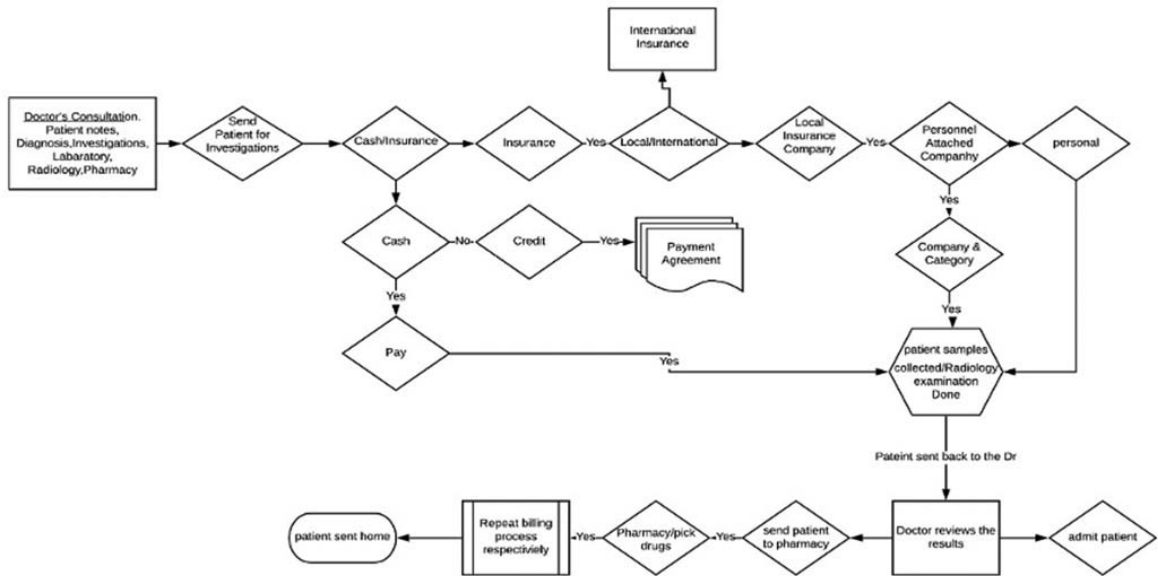 International
Insurance
Doctor's Consultation.
Patient notes,
Diagnosis,Investigations,
Labaratory,
Radiology,Pharmacy
Send
Patient for
Investigations
Cash/Insurance
Insurance
Yes
Local/International
Local
Insurance
Company
Yes
Personnel
Attached
Companhy
personal
Yes
Cash
No
Credit
Yes
Payment
Agreement
Company &
Category
Yes
Yes
Pay
Yes
patient samples
collected/Radiology
examination
Done
Pateint sent back to the Dr
patient sent home
Repeat billing
process
respectiviely
Yes
Pharmacy/pick
drugs
Yes
send patient
to pharmacy
Doctor reviews the
results
admit patient